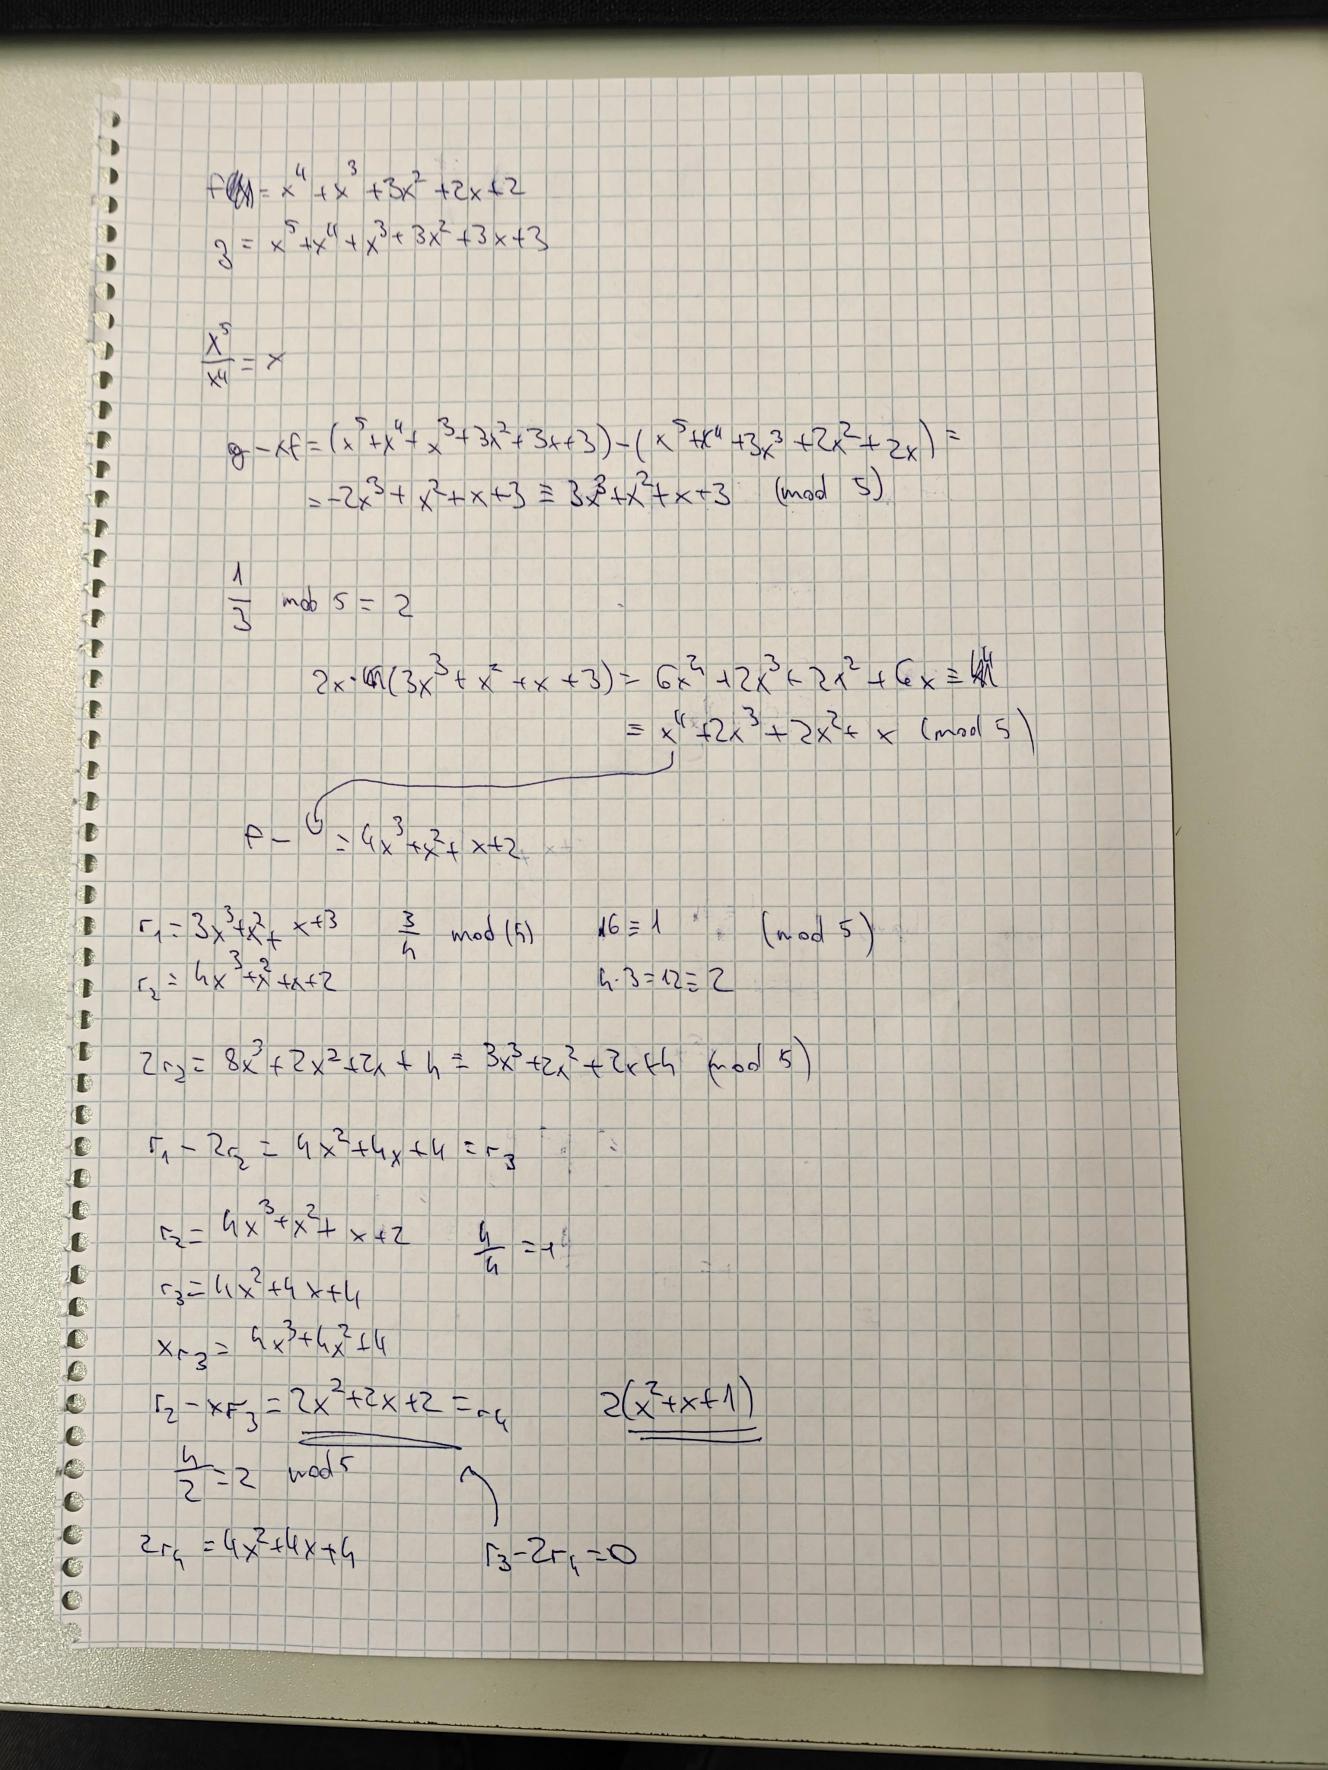 f = x⁴ + x³ + 3x² + 2x + 2
g = x⁵ + x⁴ + x³ + 3x² + 3x + 3
x⁵/x⁴ = x
g - xf = (x⁵ + x⁴ + x³ + 3x² + 3x + 3) - (x⁵ + x⁴ + 3x³ + 2x² + 2x) =
= -2x³ + x² + x + 3 ≡ 3x³ + x² + x + 3 (mod 5)
1/3 mod 5 = 2
2x · (3x³ + x² + x + 3) = 6x⁴ + 2x³ + 2x² + 6x ≡
≡ x⁴ + 2x³ + 2x² + x (mod 5)
f - = 4x³ + x² + x + 2
r₁ = 3x³ + x² + x + 3 3/4 mod (5) 16 ≡ 1 (mod 5)
r₂ = 4x³ + x² + x + 2 4 · 3 = 12 ≡ 2
2r₂ = 8x³ + 2x² + 2x + 4 ≡ 3x³ + 2x² + 2x + 4 (mod 5)
r₁ - 2r₂ = 4x² + 4x + 4 = r₃
r₂ = 4x³ + x² + x + 2 4/4 = 1
r₃ = 4x² + 4x + 4
xr₃ = 4x³ + 4x² + 4
r₂ - xr₃ = 2x² + 2x + 2 = r₄ 2(x² + x + 1)
4/2 = 2 mod 5
2r₄ = 4x² + 4x + 4 r₃ - 2r₄ = 0